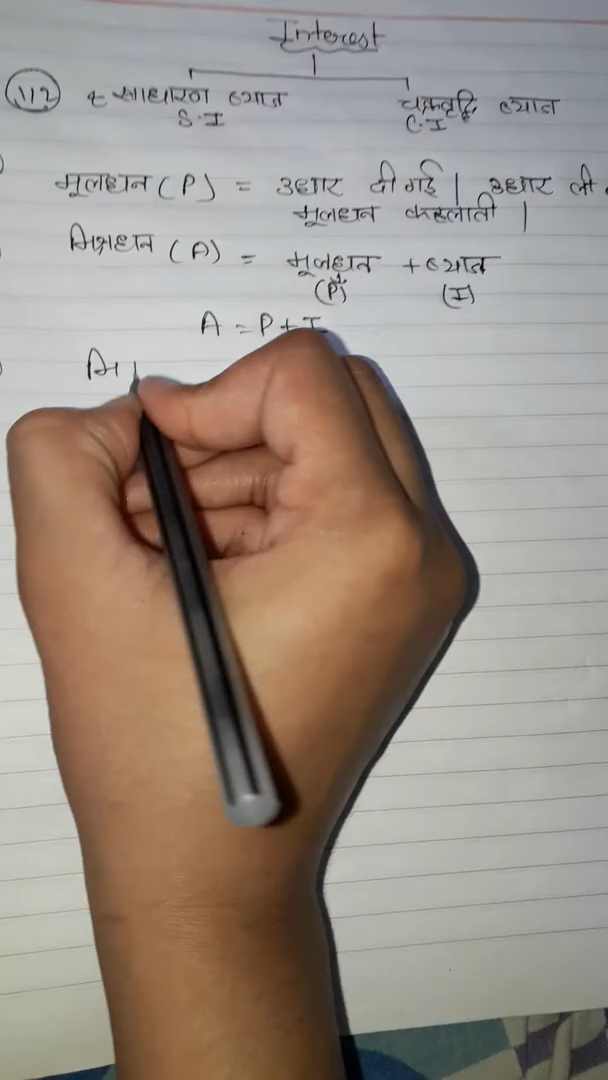 Interest
112 साधारण ब्याज चक्रवृद्धि ब्याज
S.I C.I
मूलधन (P) = उधार दी गई | उधार ली
मूलधन कहलाती |
मिश्रधन (A) = मूलधन + ब्याज
(P) (I)
A = P + I
मि